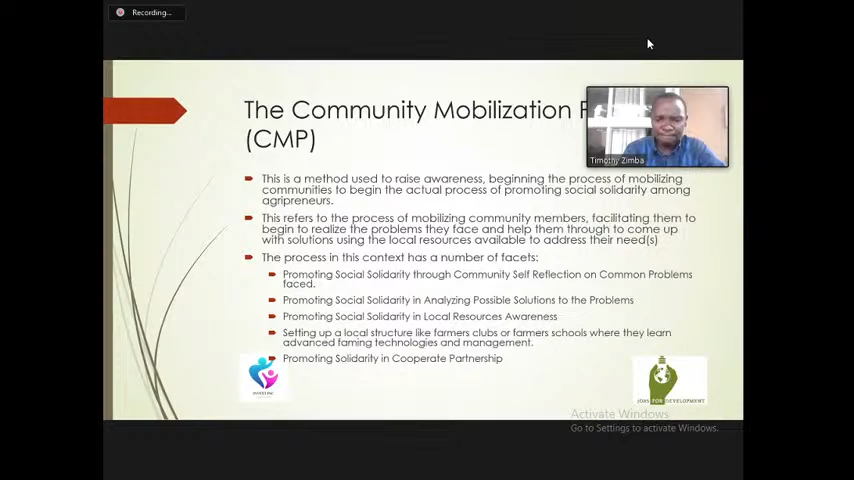 Recording...
The Community Mobilization
(CMP)
Timothy Zimba
This is a method used to raise awareness, beginning the process of mobilizing
communities to begin the actual process of promoting social solidarity among
agripreneurs.
This refers to the process of mobilizing community members, facilitating them to
begin to realize the problems they face and help them through to come up
with solutions using the local resources available to address their need(s)
The process in this context has a number of facets:
Promoting Social Solidarity through Community Self Reflection on Common Problems
faced.
Promoting Social Solidarity in Analyzing Possible Solutions to the Problems
Promoting Social Solidarity in Local Resources Awareness
Setting up a local structure like farmers clubs or farmers schools where they learn
advanced faming technologies and management.
Promoting Solidarity in Cooperate Partnership
JOBS FOR DEVELOPMENT
Activate Windows
Go to Settings to activate Windows.